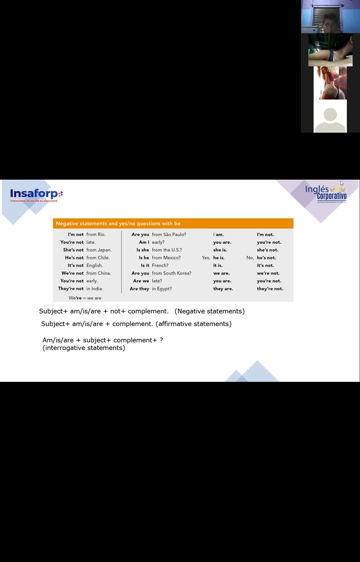 Insaforp
Inglés
Corporativo
Negative statements and yes/no questions with be
I'm not from Rio. Are you from São Paulo? I am. I'm not.
You're not late. Am I early? you are. you're not.
She's not from Japan. Is she from the U.S.? she is. she's not.
He's not from Chile. Is he from Mexico? Yes, he is. No, he's not.
It's not English. Is it French? it is. it's not.
We're not from China. Are you from South Korea? we are. we're not.
You're not early. Are we late? you are. you're not.
They're not in India. Are they in Egypt? they are. they're not.
We're = we are
Subject+ am/is/are + not+ complement. (Negative statements)
Subject+ am/is/are + complement. (affirmative statements)
Am/is/are + subject+ complement+ ?
(interrogative statements)